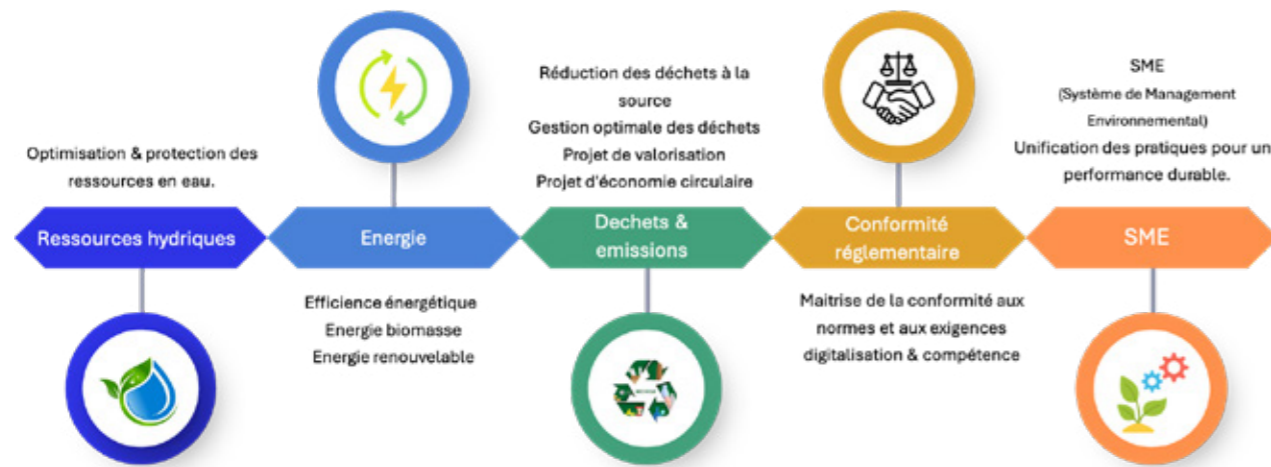 Optimisation & protection des
ressources en eau.
Ressources hydriques
Energie
Efficience énergétique
Energie biomasse
Energie renouvelable
Réduction des déchets à la
source
Gestion optimale des déchets
Projet de valorisation
Projet d'économie circulaire
Dechets &
emissions
Conformité
réglementaire
Maitrise de la conformité aux
normes et aux exigences
digitalisation & compétence
SME
(Système de Management
Environnemental)
Unification des pratiques pour un
performance durable.
SME